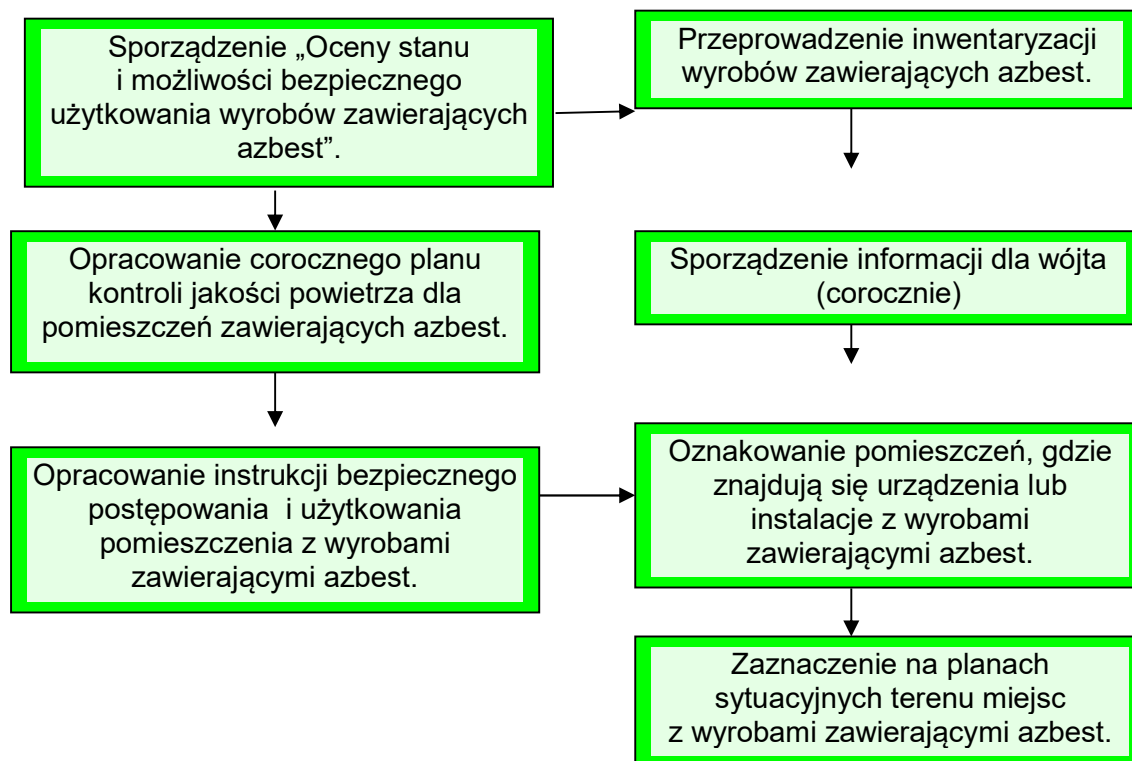 Sporządzenie „Oceny stanu
i możliwości bezpiecznego
użytkowania wyrobów zawierających
azbest”.
Przeprowadzenie inwentaryzacji
wyrobów zawierających azbest.
Opracowanie corocznego planu
kontroli jakości powietrza dla
pomieszczeń zawierających azbest.
Sporządzenie informacji dla wójta
(corocznie)
Opracowanie instrukcji bezpiecznego
postępowania i użytkowania
pomieszczenia z wyrobami
zawierającymi azbest.
Oznakowanie pomieszczeń, gdzie
znajdują się urządzenia lub
instalacje z wyrobami
zawierającymi azbest.
Zaznaczenie na planach
sytuacyjnych terenu miejsc
z wyrobami zawierającymi azbest.